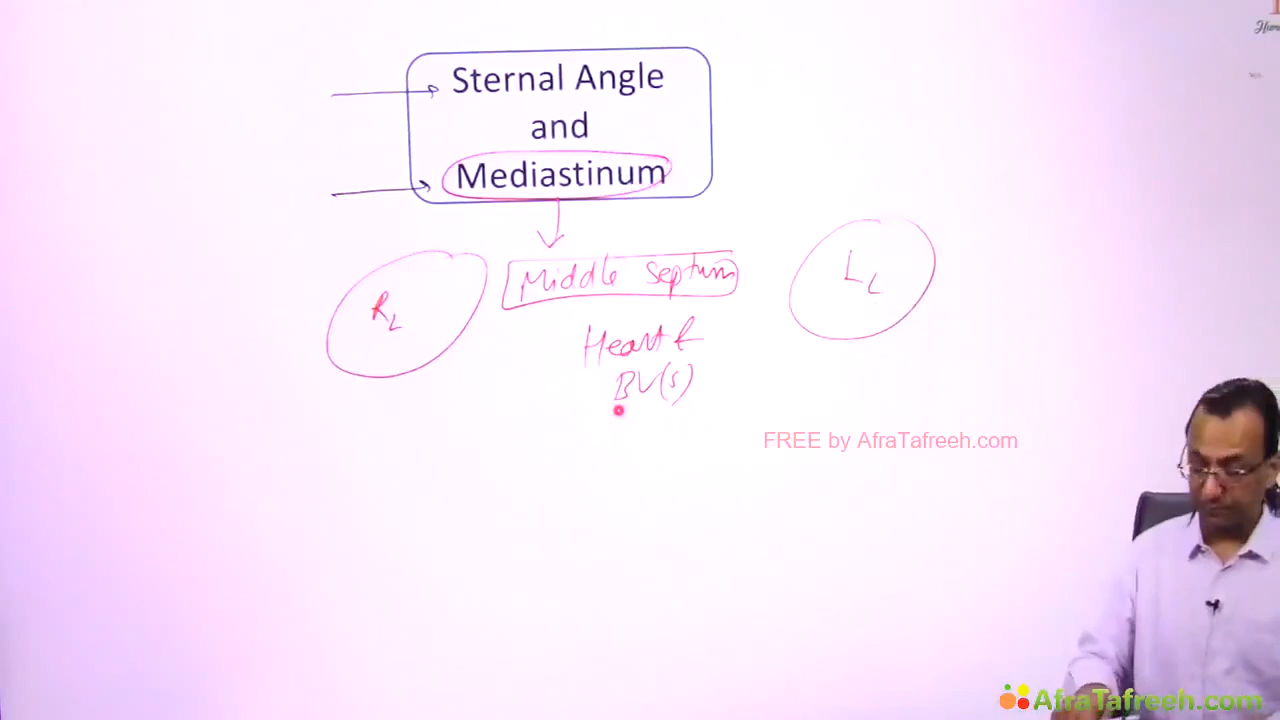 Sternal Angle
and
Mediastinum
Middle Septum
RL
LL
Heart &
BV(s)
FREE by AfraTafreeh.com
AfraTafreeh.com